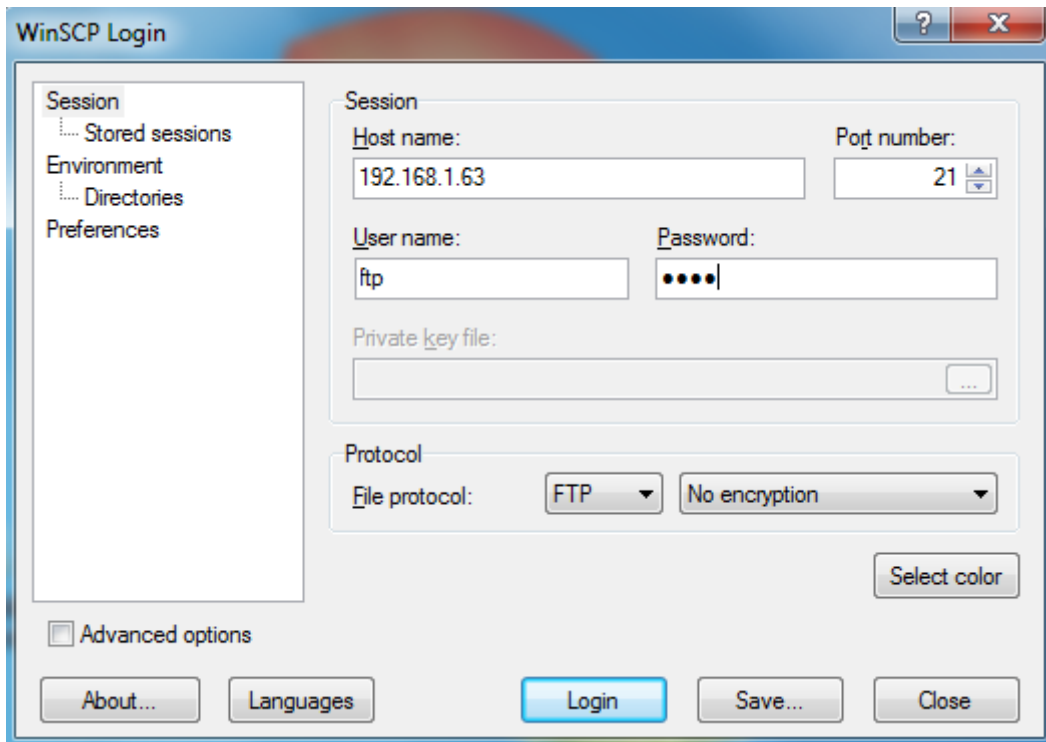 WinSCP Login
Session
Stored sessions
Environment
Directories
Preferences
Session
Host name:
Port number:
192.168.1.63
21
User name:
Password:
ftp
••••
Private key file:
...
Protocol
File protocol:
FTP
No encryption
Select color
Advanced options
About...
Languages
Login
Save...
Close